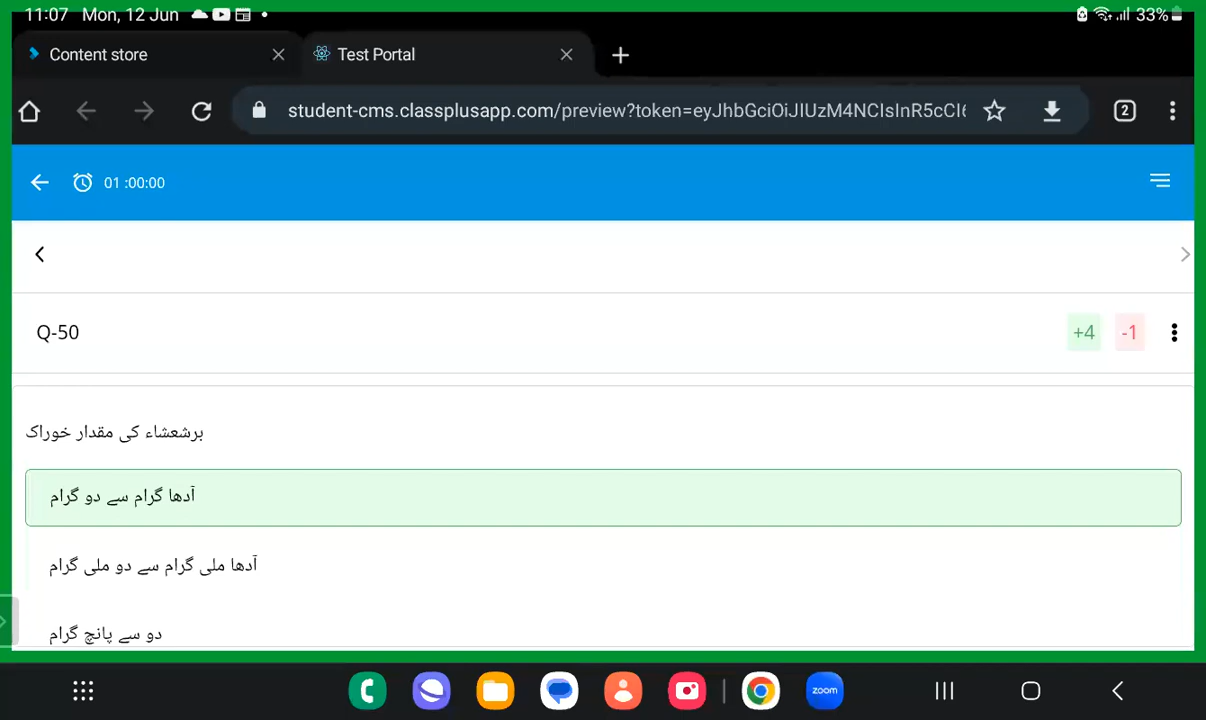 11:07 Mon, 12 Jun
33%
Content store
Test Portal
student-cms.classplusapp.com/preview?token=eyJhbGciOiJIUzM4NCIsInR5cCI6
2
01 :00:00
Q-50
+4
-1
برشعشاء کی مقدار خوراک
آدھا گرام سے دو گرام
آدھا ملی گرام سے دو ملی گرام
دو سے پانچ گرام
zoom